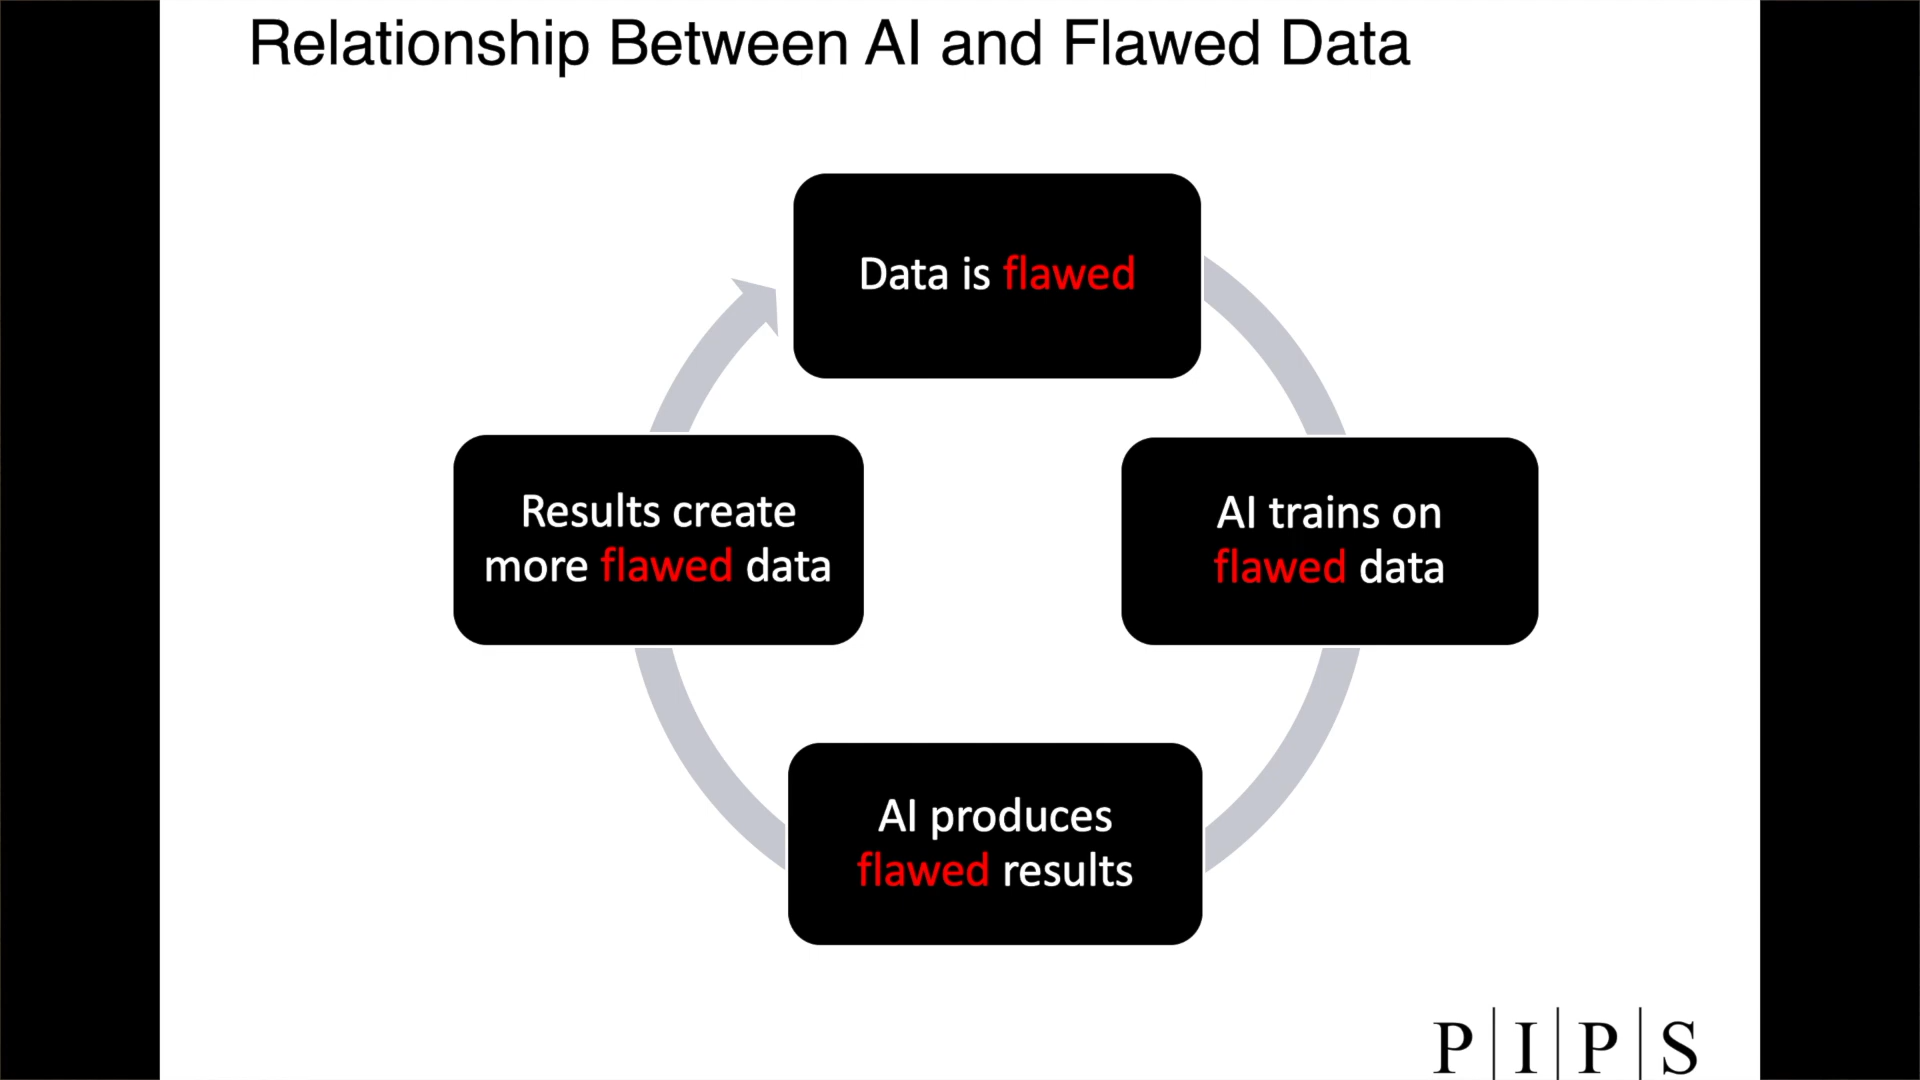 Relationship Between AI and Flawed Data
Data is flawed
AI trains on
flawed data
AI produces
flawed results
Results create
more flawed data
P|I|P|S